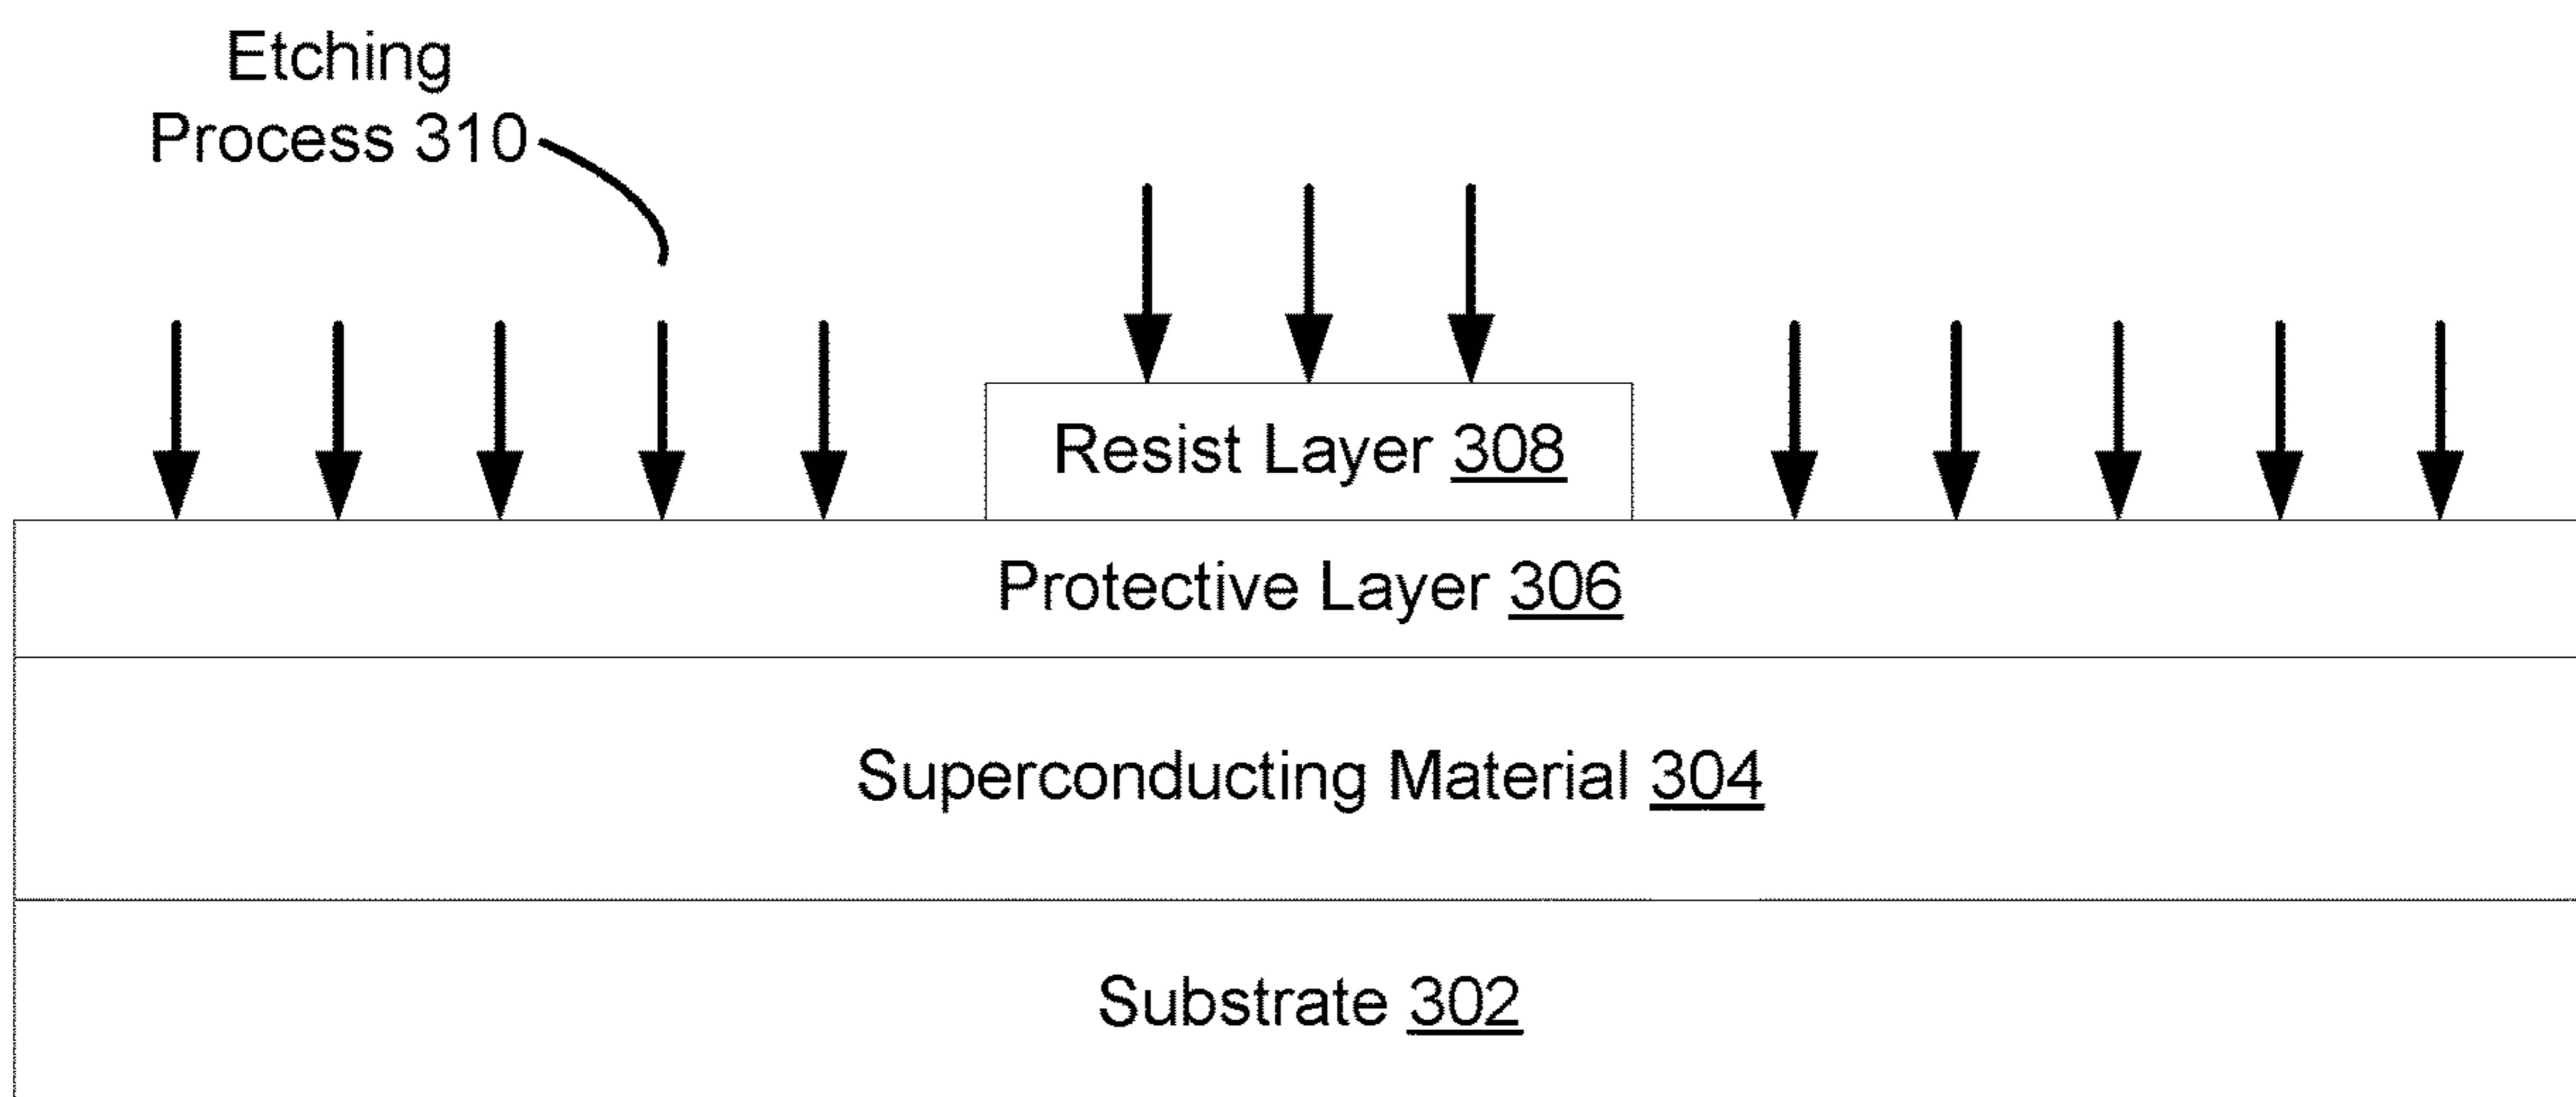 Etching
Process 310
Resist Layer 308
Protective Layer 306
Superconducting Material 304
Substrate 302